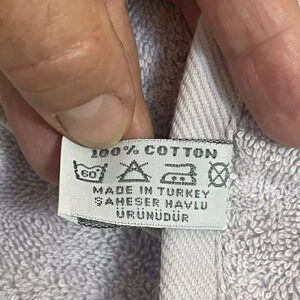 100% COTTON
60°
MADE IN TURKEY
ŞAHESER HAVLU
ÜRÜNÜDÜR